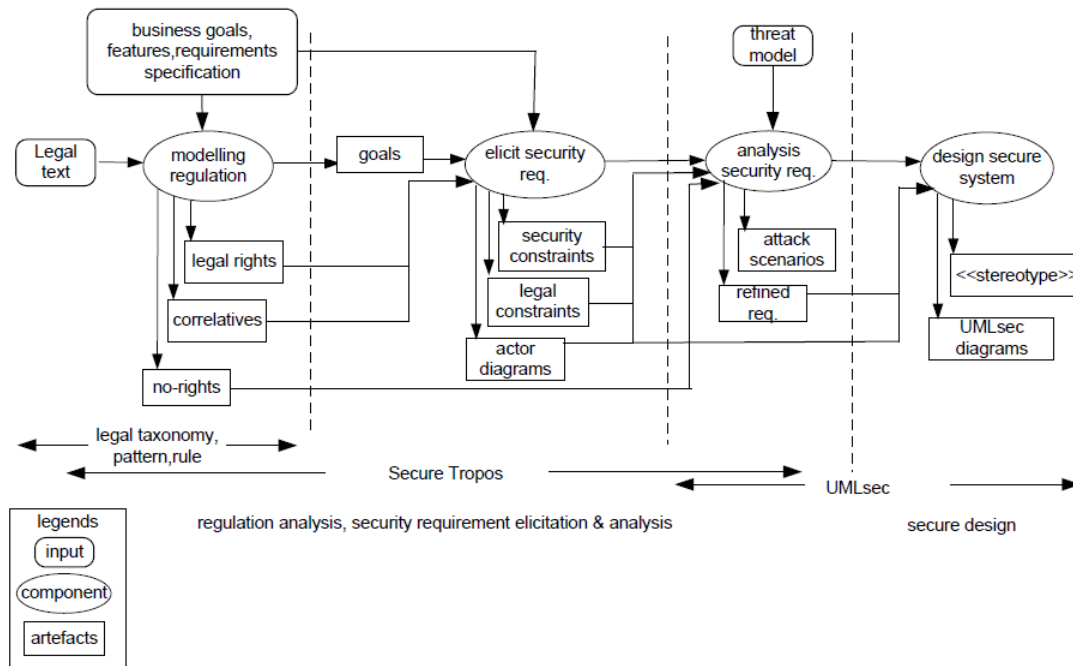 business goals,
features,requirements
specification
threat
model
Legal
text
modelling
regulation
goals
elicit security
req.
analysis
security req.
design secure
system
legal rights
correlatives
no-rights
security
constraints
legal
constraints
actor
diagrams
attack
scenarios
refined
req.
<<stereotype>>
UMLsec
diagrams
legal taxonomy,
pattern,rule
Secure Tropos
UMLsec
regulation analysis, security requirement elicitation & analysis
secure design
legends
input
component
artefacts